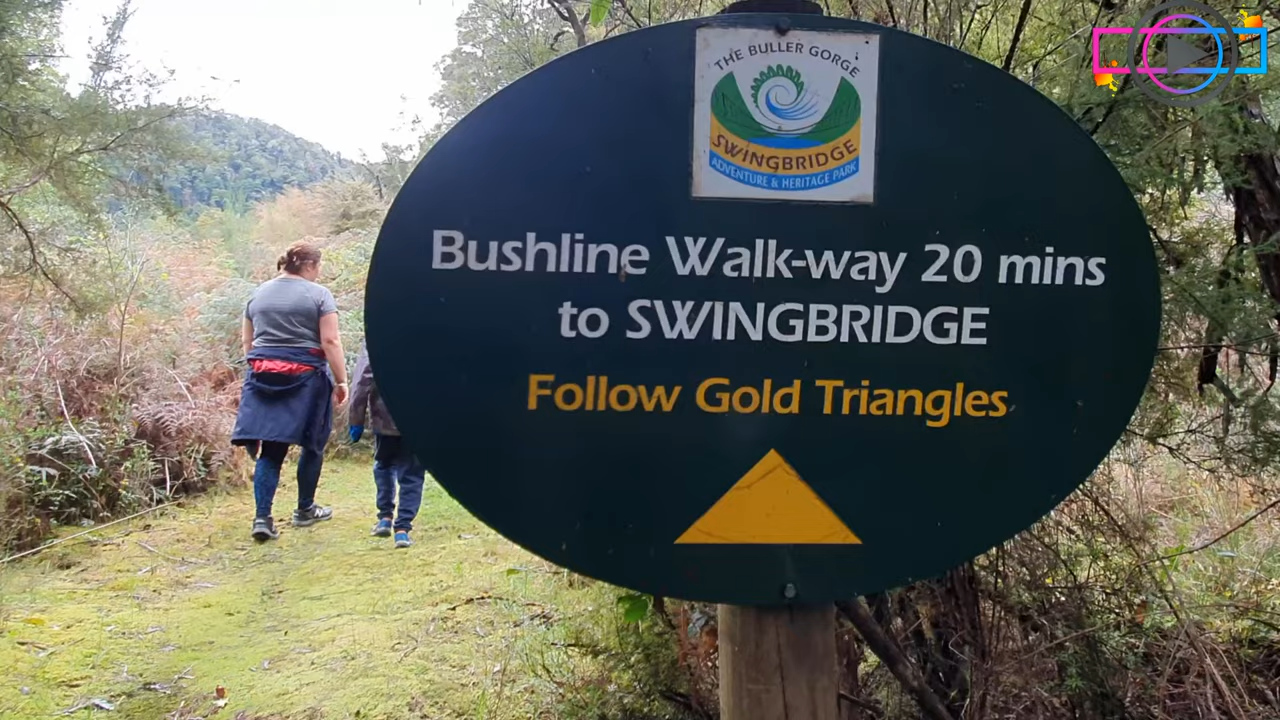 THE BULLER GORGE
SWINGBRIDGE
ADVENTURE & HERITAGE PARK
Bushline Walk-way 20 mins
to SWINGBRIDGE
Follow Gold Triangles